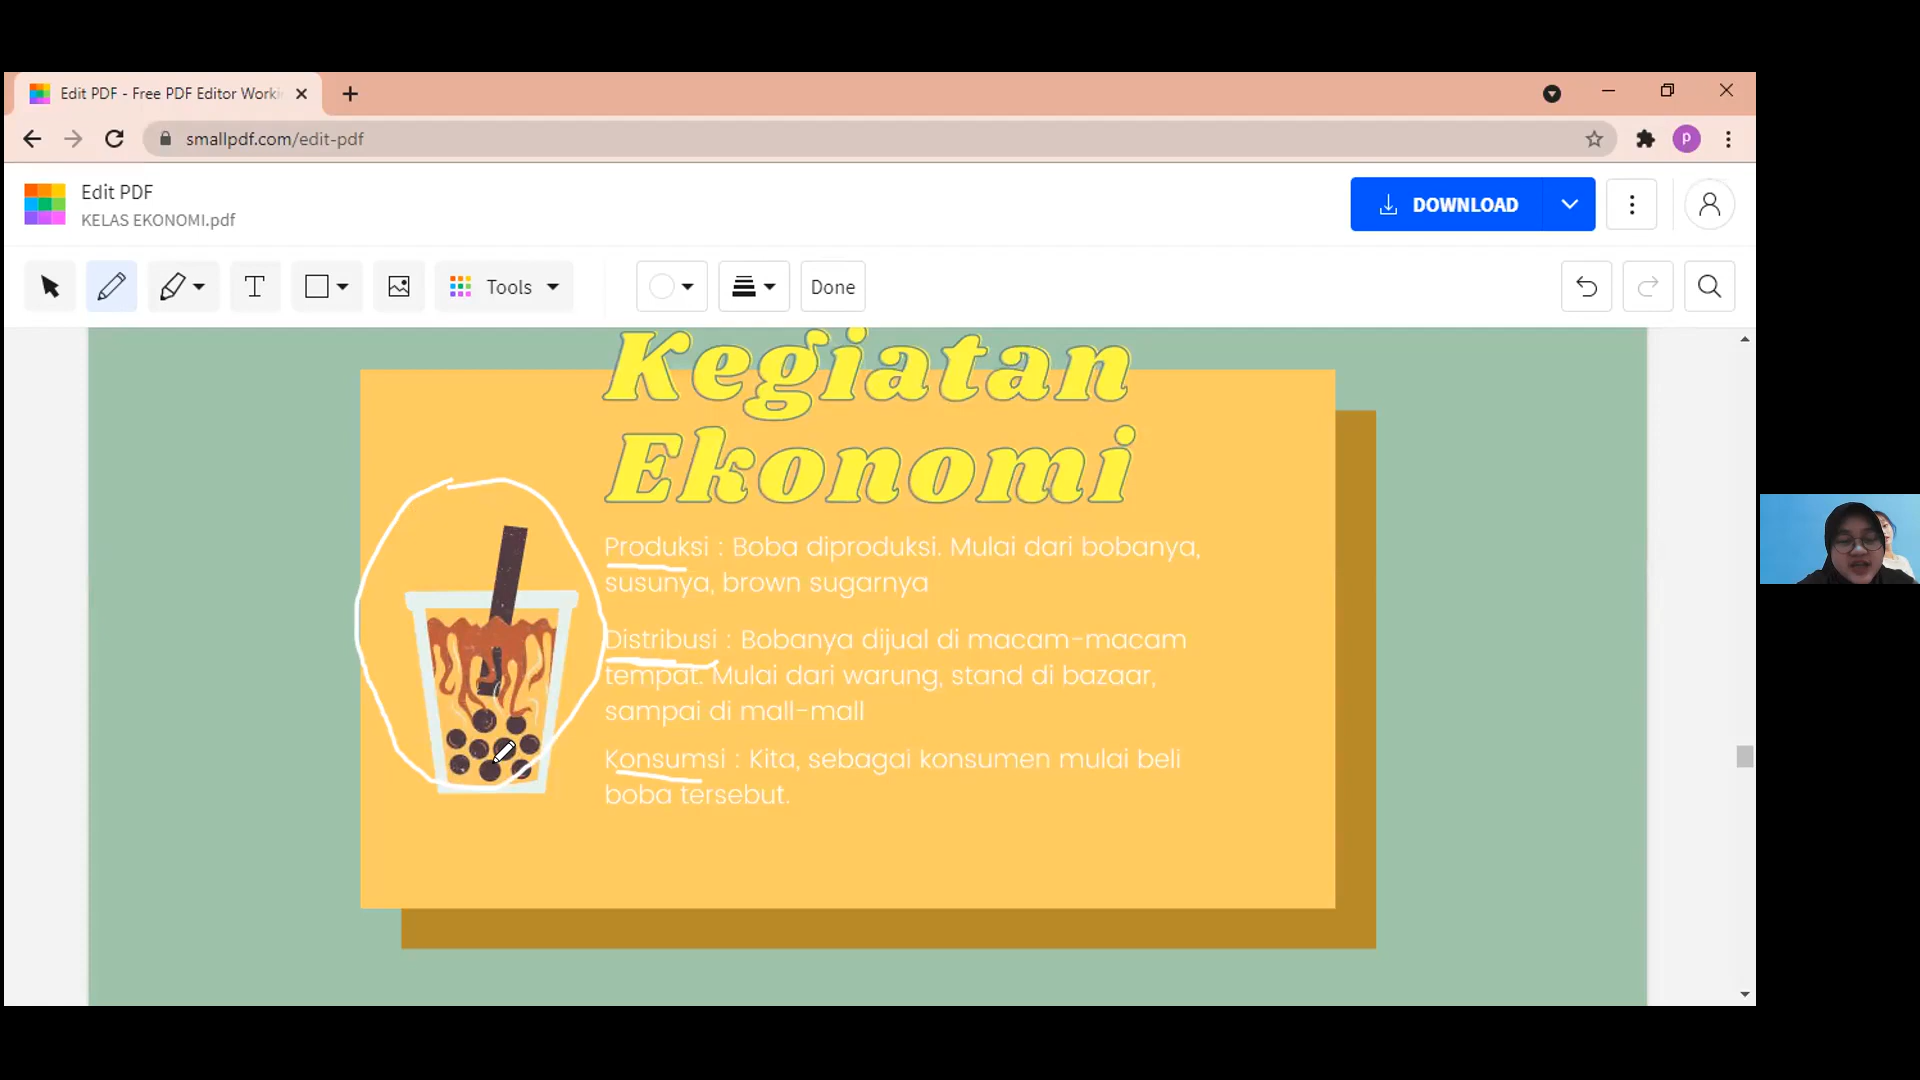 Edit PDF - Free PDF Editor Worki
smallpdf.com/edit-pdf
P
Edit PDF
KELAS EKONOMI.pdf
DOWNLOAD
T
Tools
Done
Kegiatan
Ekonomi
Produksi : Boba diproduksi. Mulai dari bobanya,
susunya, brown sugarnya
Distribusi : Bobanya dijual di macam-macam
tempat. Mulai dari warung, stand di bazaar,
sampai di mall-mall
Konsumsi : Kita, sebagai konsumen mulai beli
boba tersebut.